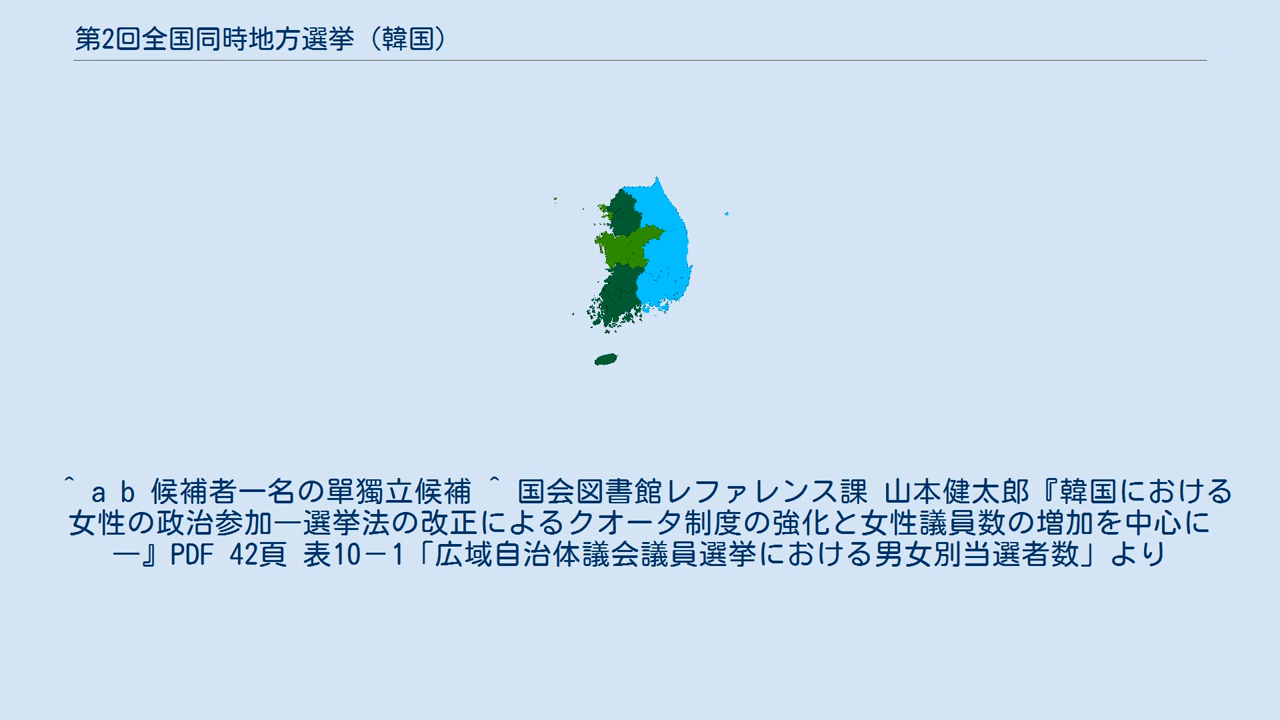 第2回全国同時地方選挙（韓国）
^ a b 候補者一名の單獨立候補 ^ 国会図書館レファレンス課 山本健太郎『韓国における
女性の政治参加―選挙法の改正によるクオータ制度の強化と女性議員数の増加を中心に
―』PDF 42頁 表10－1「広域自治体議会議員選挙における男女別当選者数」より